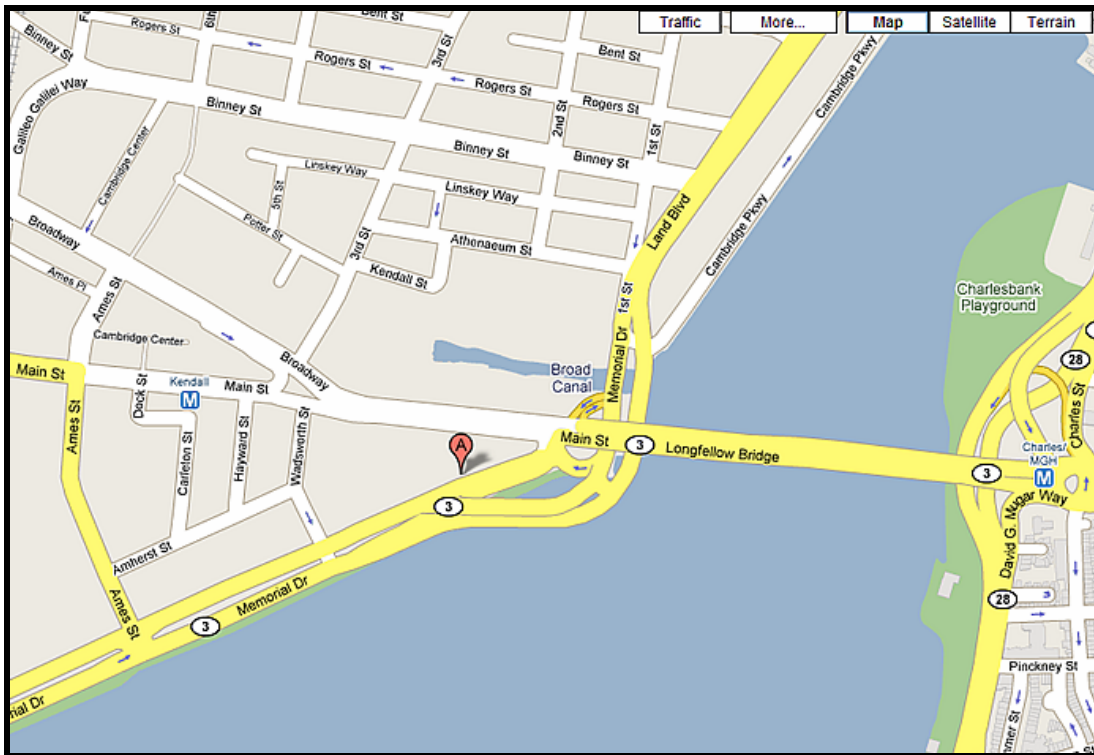 Traffic
More...
Map
Satellite
Terrain
6th
Rogers St
Bent St
3rd St
Bent St
Binney St
Rogers St
Rogers St
Rogers St
Cambridge Pkwy
Galileo Galilei Way
Binney St
2nd St
1st St
Cambridge Center
Binney St
Binney St
Linskey Way
Linskey Way
5th St
Potter St
Broadway
3rd St
Athenaeum St
Land Blvd
Cambridge Pkwy
Ames Pl
Ames St
Kendall St
1st St
Charlesbank
Playground
Cambridge Center
Broadway
Memorial Dr
Broad
Canal
28
Main St
Kendall
M
Main St
Dock St
Charles St
Ames St
Carleton St
Hayward St
Wadsworth St
A
Main St
3
Longfellow Bridge
3
Charles/
MGH
M
3
David G. Mugar Way
Amherst St
Memorial Dr
Ames St
3
28
Pinckney St
rial Dr
mer St